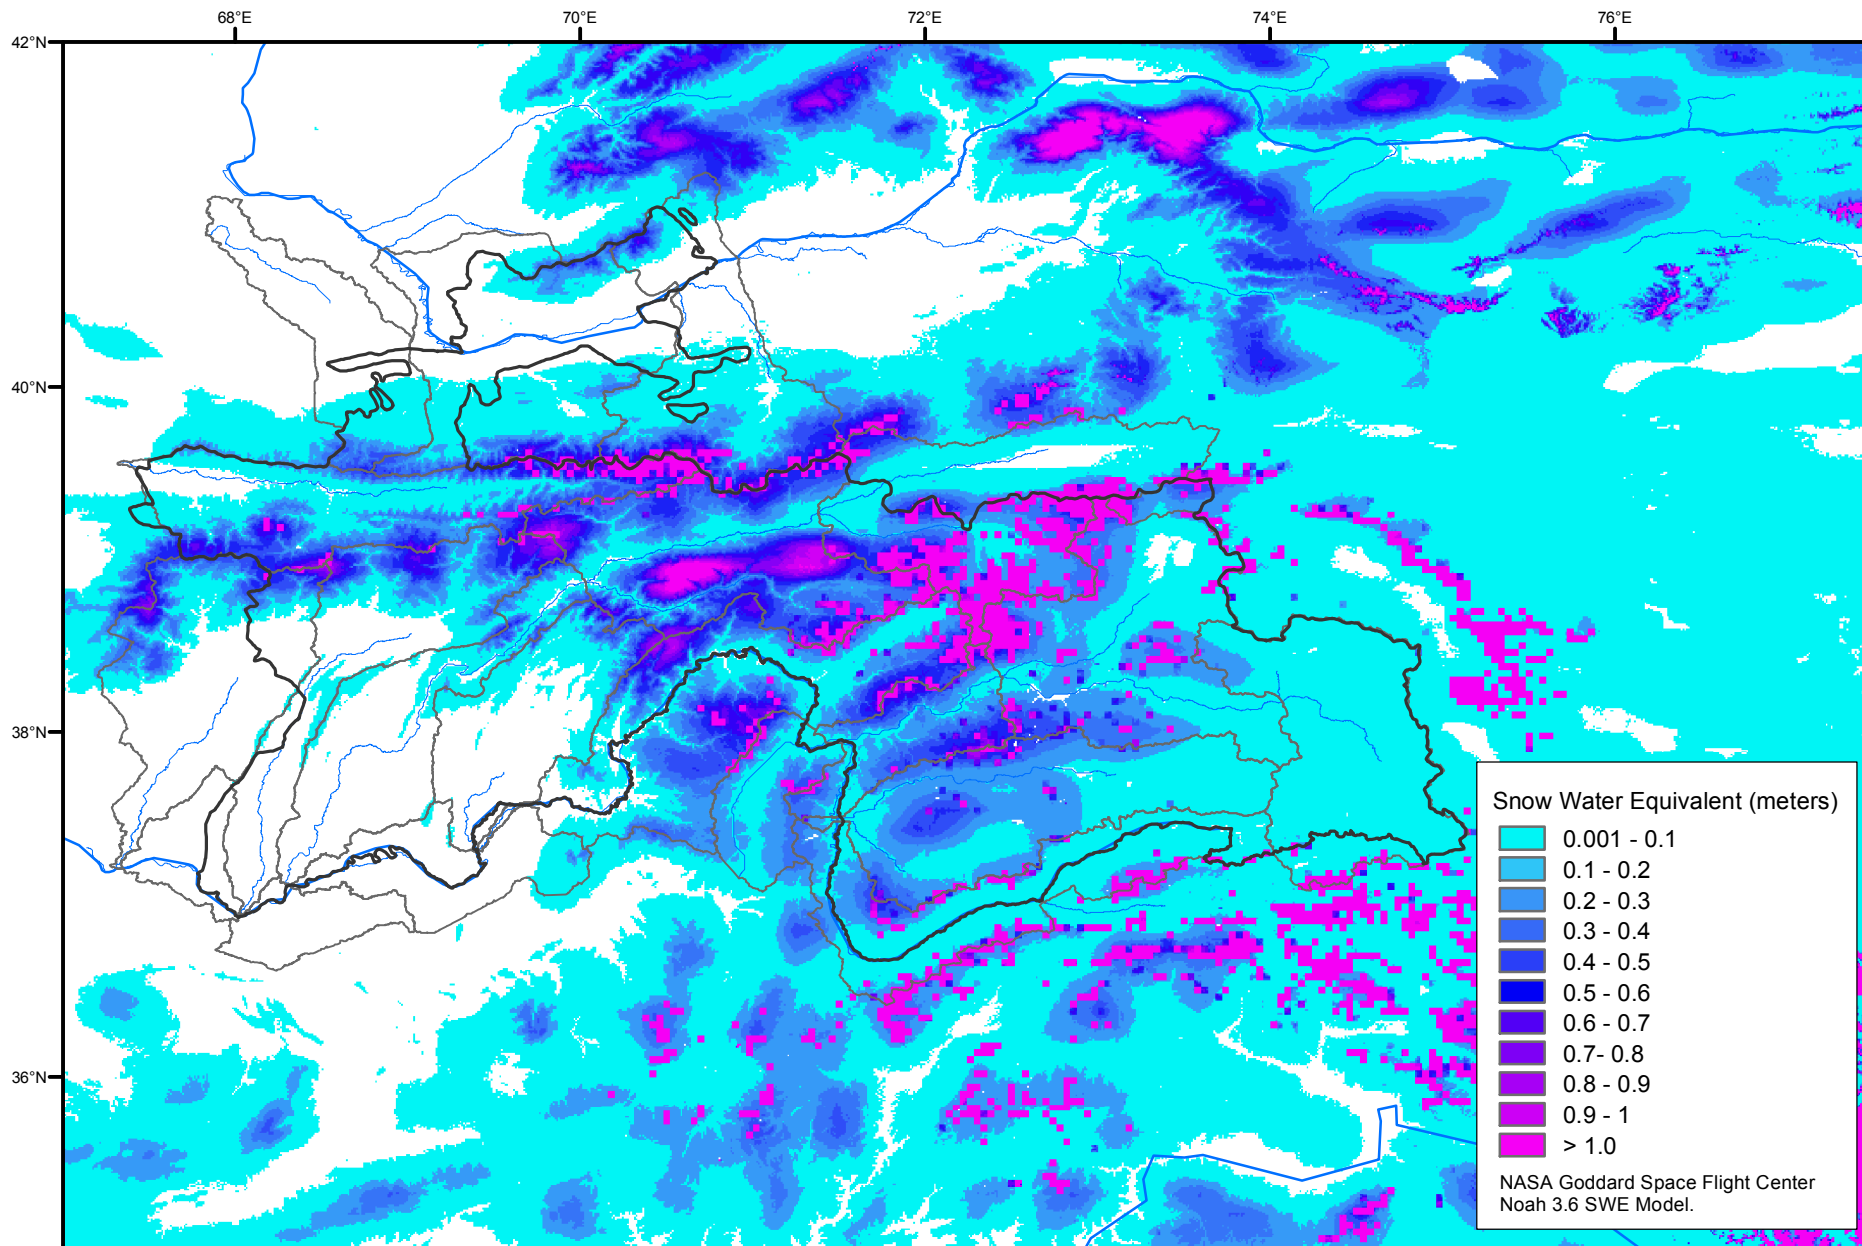 68°E
70°E
72°E
74°E
76°E
42°N
40°N
38°N
36°N
Snow Water Equivalent (meters)
0.001 - 0.1
0.1 - 0.2
0.2 - 0.3
0.3 - 0.4
0.4 - 0.5
0.5 - 0.6
0.6 - 0.7
0.7- 0.8
0.8 - 0.9
0.9 - 1
> 1.0
NASA Goddard Space Flight Center
Noah 3.6 SWE Model.